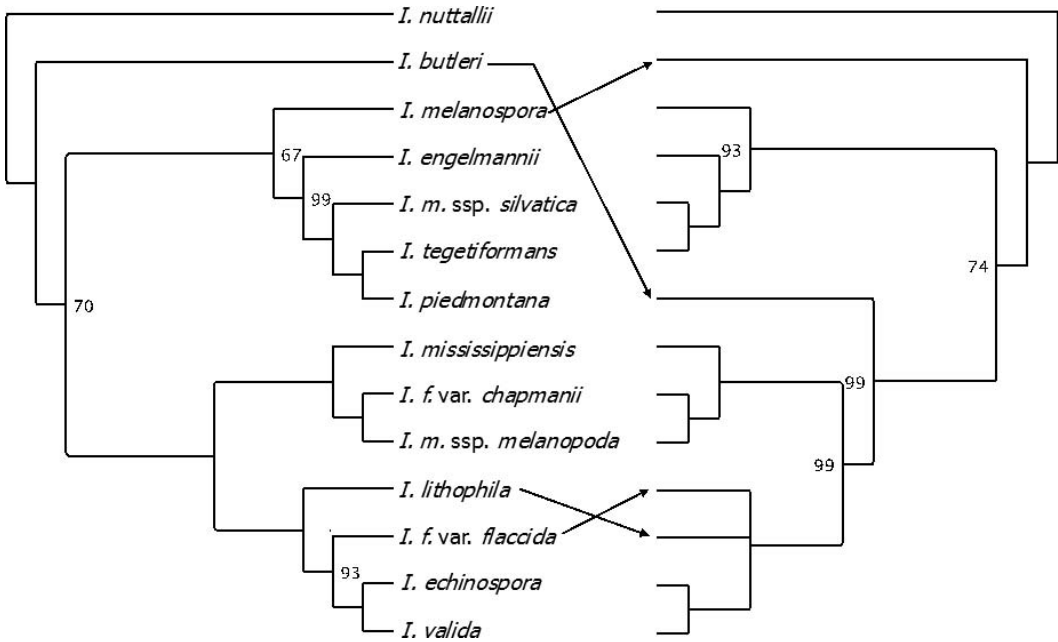 I. nuttallii
I. butleri
I. melanospora
67
I. engelmannii
93
99
I. m. ssp. silvatica
I. tegetiformans
74
I. piedmontana
70
I. mississippiensis
99
I. f. var. chapmanii
I. m. ssp. melanopoda
99
I. lithophila
I. f. var. flaccida
93
I. echinospora
I. valida